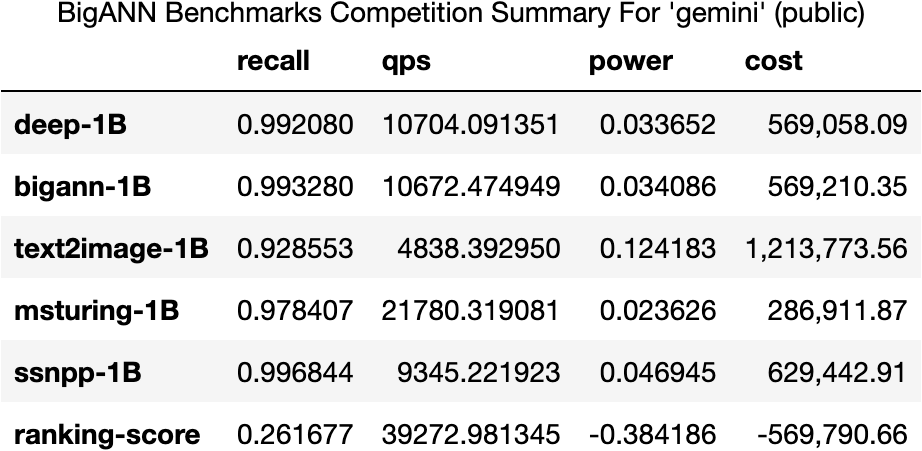 BigANN Benchmarks Competition Summary For 'gemini' (public)
recall qps power cost
deep-1B 0.992080 10704.091351 0.033652 569,058.09
bigann-1B 0.993280 10672.474949 0.034086 569,210.35
text2image-1B 0.928553 4838.392950 0.124183 1,213,773.56
msturing-1B 0.978407 21780.319081 0.023626 286,911.87
ssnpp-1B 0.996844 9345.221923 0.046945 629,442.91
ranking-score 0.261677 39272.981345 -0.384186 -569,790.66